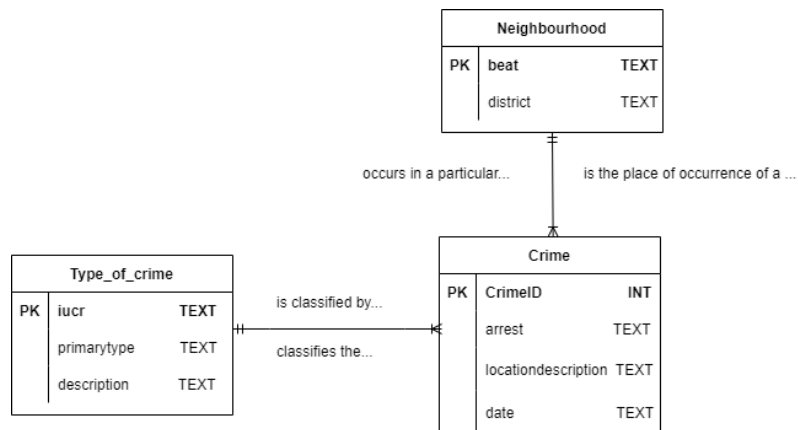 Neighbourhood
PK beat TEXT
district TEXT
occurs in a particular...
is the place of occurrence of a ...
Type_of_crime
PK iucr TEXT
primarytype TEXT
description TEXT
is classified by...
classifies the...
Crime
PK CrimeID INT
arrest TEXT
locationdescription TEXT
date TEXT